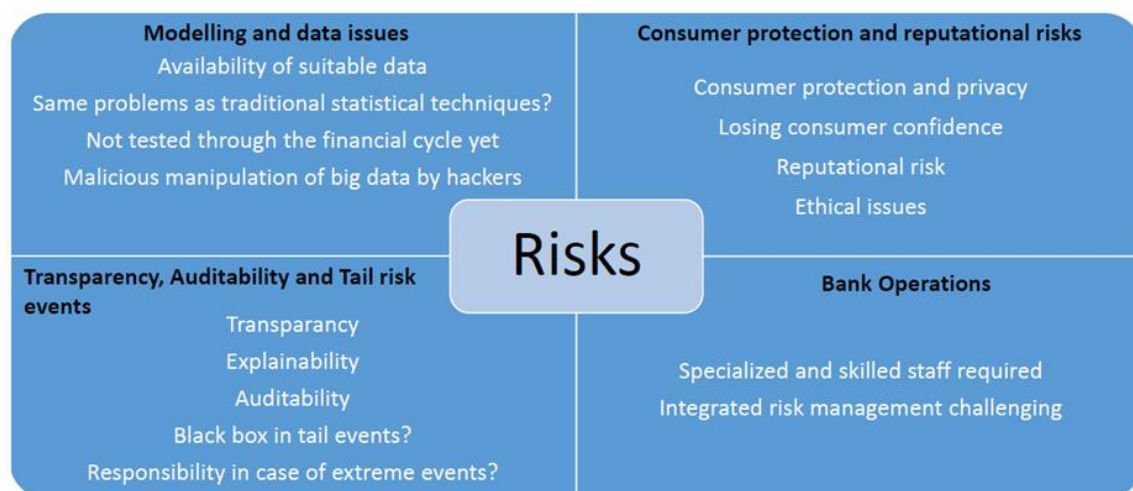 Modelling and data issues
Availability of suitable data
Same problems as traditional statistical techniques?
Not tested through the financial cycle yet
Malicious manipulation of big data by hackers
Consumer protection and reputational risks
Consumer protection and privacy
Losing consumer confidence
Reputational risk
Ethical issues
Risks
Transparency, Auditability and Tail risk
events
Transparancy
Explainability
Auditability
Black box in tail events?
Responsibility in case of extreme events?
Bank Operations
Specialized and skilled staff required
Integrated risk management challenging